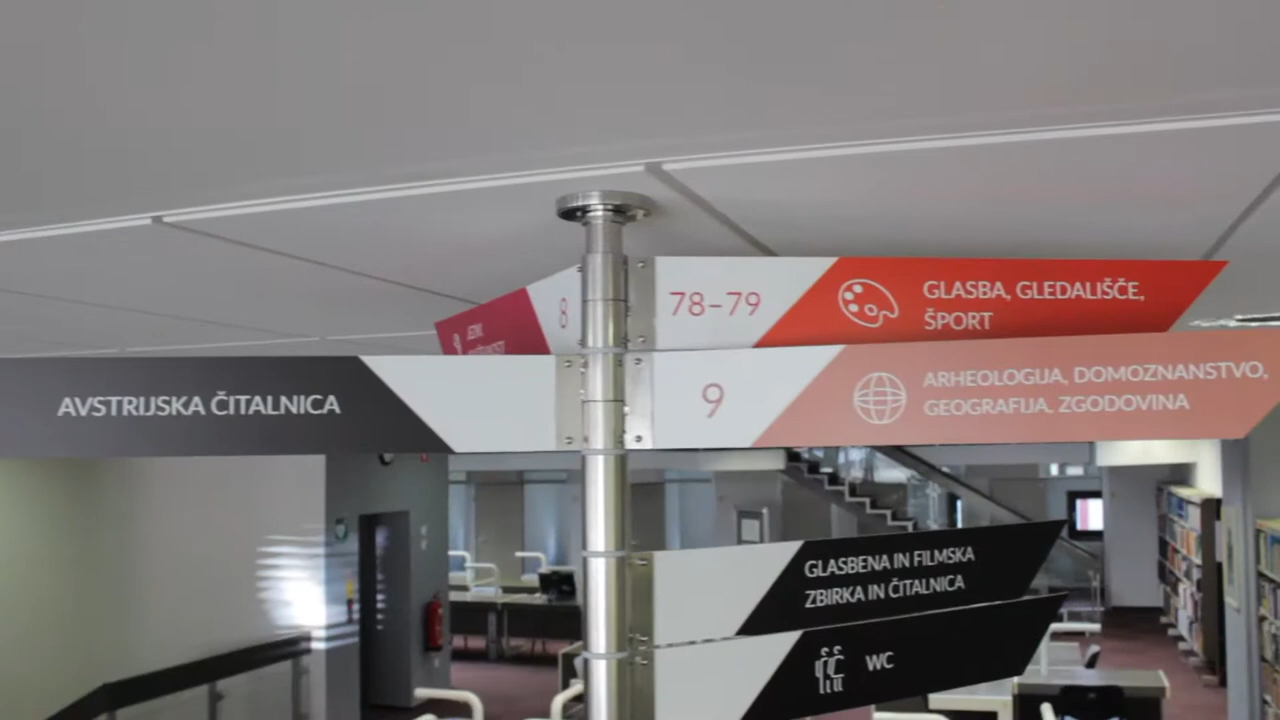 78-79
GLASBA, GLEDALIŠČE,
ŠPORT
8
AVSTRIJSKA ČITALNICA
9
ARHEOLOGIJA, DOMOZNANSTVO,
GEOGRAFIJA, ZGODOVINA
GLASBENA IN FILMSKA
ZBIRKA IN ČITALNICA
WC